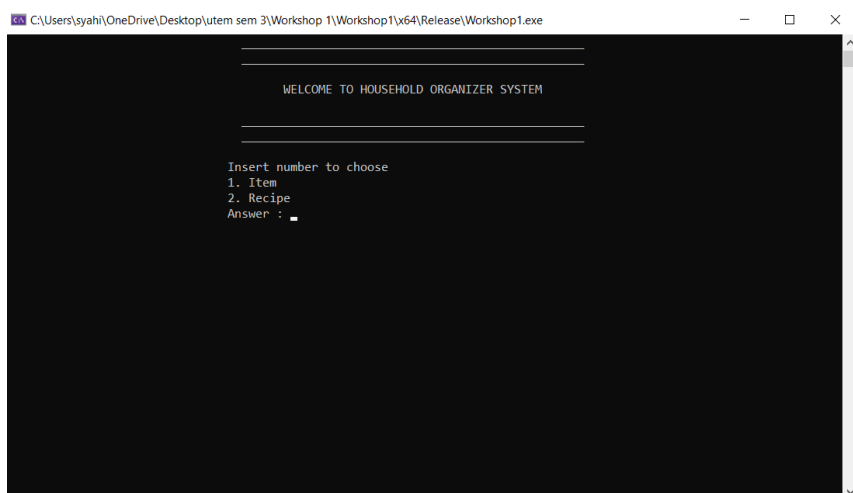 C:\Users\syahi\OneDrive\Desktop\utem sem 3\Workshop 1\Workshop1\x64\Release\Workshop1.exe
WELCOME TO HOUSEHOLD ORGANIZER SYSTEM
Insert number to choose
1. Item
2. Recipe
Answer :